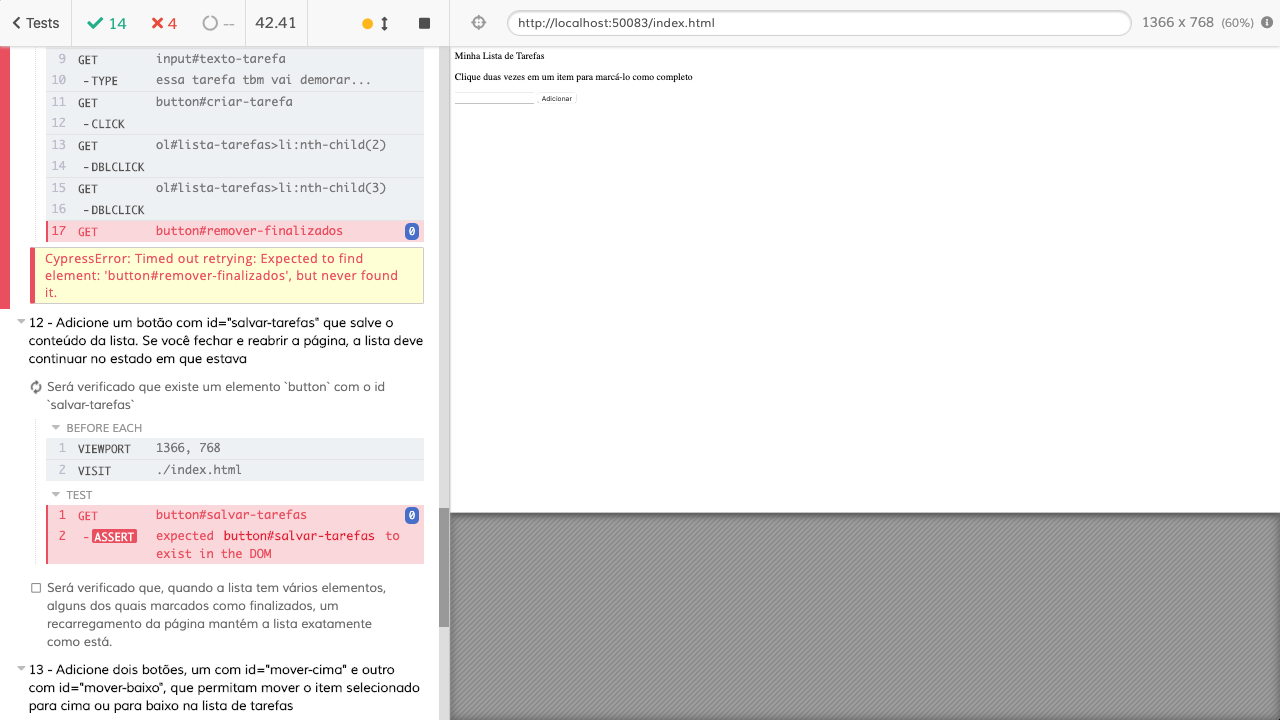 Tests 14 4 -- 42.41 http://localhost:50083/index.html 1366 x 768 (60%)
9 GET input#texto-tarefa
10 -TYPE essa tarefa tbm vai demorar...
11 GET button#criar-tarefa
12 -CLICK
13 GET ol#lista-tarefas>li:nth-child(2)
14 -DBLCLICK
15 GET ol#lista-tarefas>li:nth-child(3)
16 -DBLCLICK
17 GET button#remover-finalizados 0
CypressError: Timed out retrying: Expected to find
element: 'button#remover-finalizados', but never found
it.
12 - Adicione um botão com id="salvar-tarefas" que salve o
conteúdo da lista. Se você fechar e reabrir a página, a lista deve
continuar no estado em que estava
Será verificado que existe um elemento `button` com o id
`salvar-tarefas`
BEFORE EACH
1 VIEWPORT 1366, 768
2 VISIT ./index.html
TEST
1 GET button#salvar-tarefas 0
2 -ASSERT expected button#salvar-tarefas to
exist in the DOM
Será verificado que, quando a lista tem vários elementos,
alguns dos quais marcados como finalizados, um
recarregamento da página mantém a lista exatamente
como está.
13 - Adicione dois botões, um com id="mover-cima" e outro
com id="mover-baixo", que permitam mover o item selecionado
para cima ou para baixo na lista de tarefas
Minha Lista de Tarefas
Clique duas vezes em um item para marcá-lo como completo
Adicionar